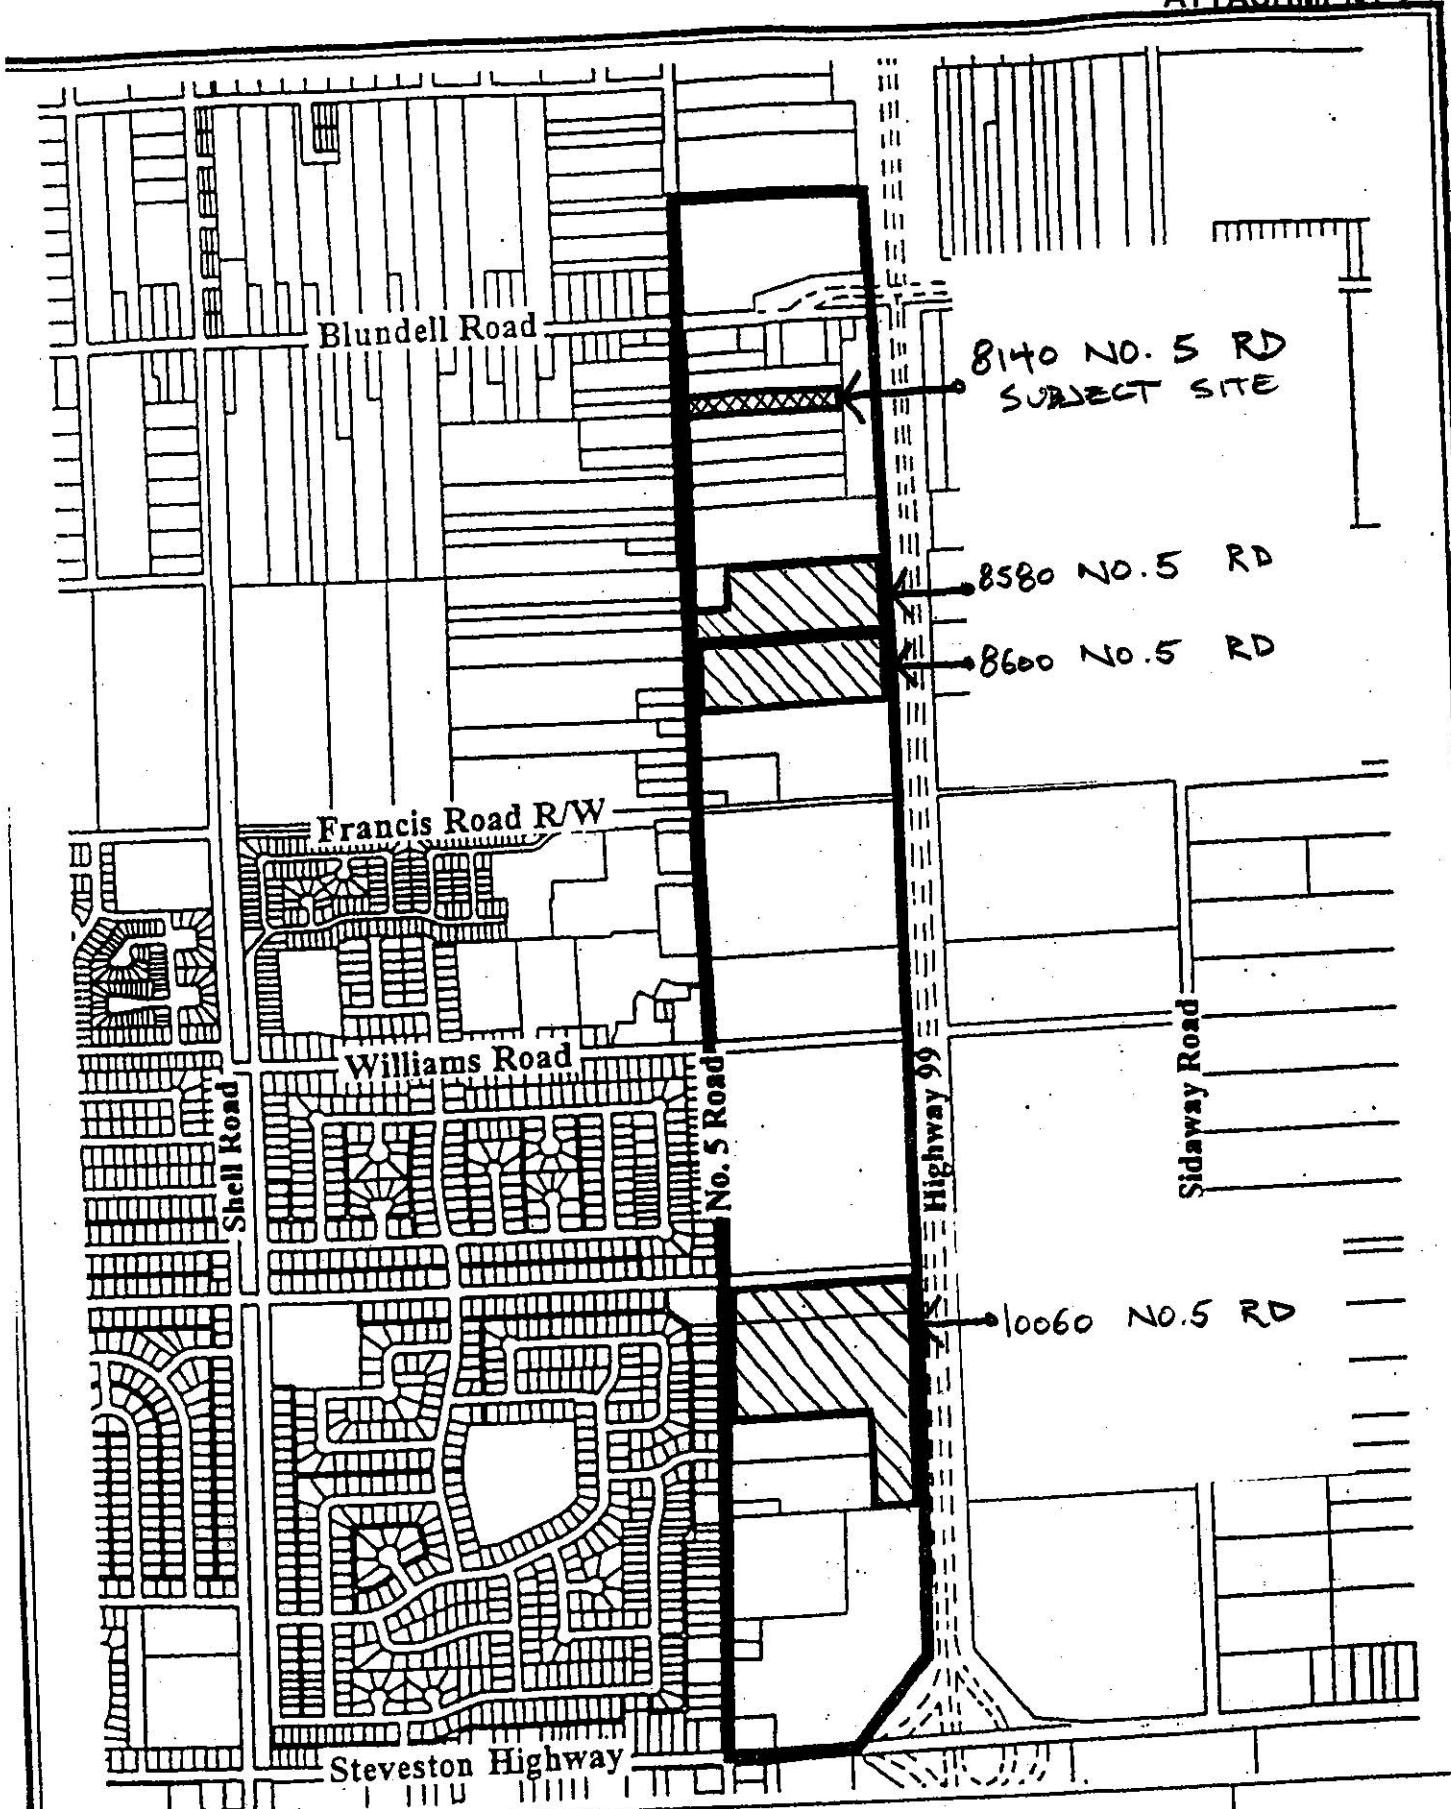 Blundell Road
8140 NO. 5 RD
SUBJECT SITE
8580 NO. 5 RD
8600 NO. 5 RD
Francis Road R/W
Williams Road
Shell Road
No. 5 Road
Highway 99
Sidaway Road
10060 NO. 5 RD
Steveston Highway